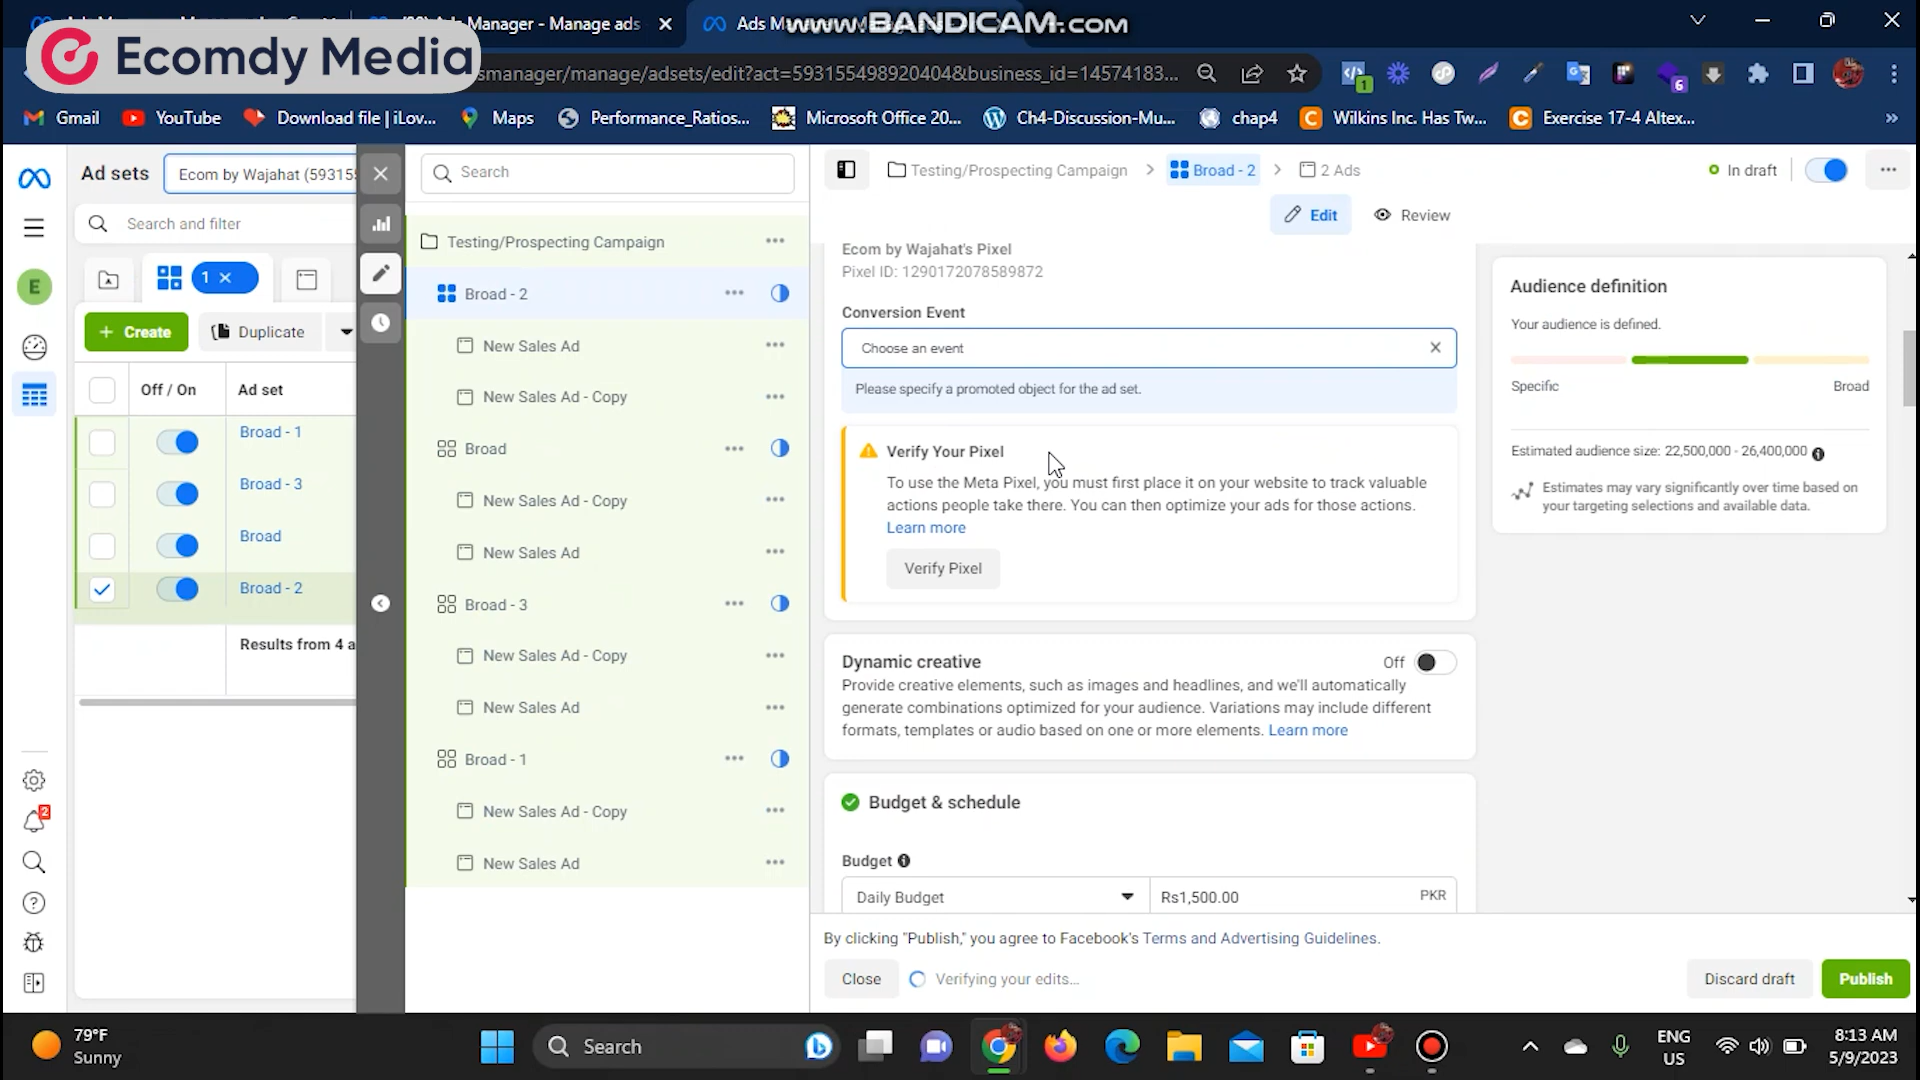 Ads Manager - Manage ads
www.BANDICAM.com
Ecomdy Media
smanager/manage/adsets/edit?act=593155498920404&business_id=14574183...
1
6
Gmail
YouTube
Download file | iLov...
Maps
Performance_Ratios...
Microsoft Office 20...
Ch4-Discussion-Mu...
chap4
Wilkins Inc. Has Tw...
Exercise 17-4 Altex...
»
Ad sets
Ecom by Wajahat (59315
Search
Testing/Prospecting Campaign
Broad - 2
2 Ads
In draft
Search and filter
Edit
Review
E
1
Create
Duplicate
Off / On
Ad set
Broad - 1
Broad - 3
Broad
Broad - 2
Results from 4 a
2
Testing/Prospecting Campaign
Broad - 2
New Sales Ad
New Sales Ad - Copy
Broad
New Sales Ad - Copy
New Sales Ad
Broad - 3
New Sales Ad - Copy
New Sales Ad
Broad - 1
New Sales Ad - Copy
New Sales Ad
Ecom by Wajahat's Pixel
Pixel ID: 1290172078589872
Conversion Event
Choose an event
Please specify a promoted object for the ad set.
Verify Your Pixel
To use the Meta Pixel, you must first place it on your website to track valuable
actions people take there. You can then optimize your ads for those actions.
Learn more
Verify Pixel
Dynamic creative
Off
Provide creative elements, such as images and headlines, and we'll automatically
generate combinations optimized for your audience. Variations may include different
formats, templates or audio based on one or more elements. Learn more
Budget & schedule
Budget
Daily Budget
Rs1,500.00
PKR
Audience definition
Your audience is defined.
Specific
Broad
Estimated audience size: 22,500,000 - 26,400,000
Estimates may vary significantly over time based on
your targeting selections and available data.
By clicking "Publish," you agree to Facebook's Terms and Advertising Guidelines.
Close
Verifying your edits...
Discard draft
Publish
79°F
Sunny
Search
ENG
US
8:13 AM
5/9/2023